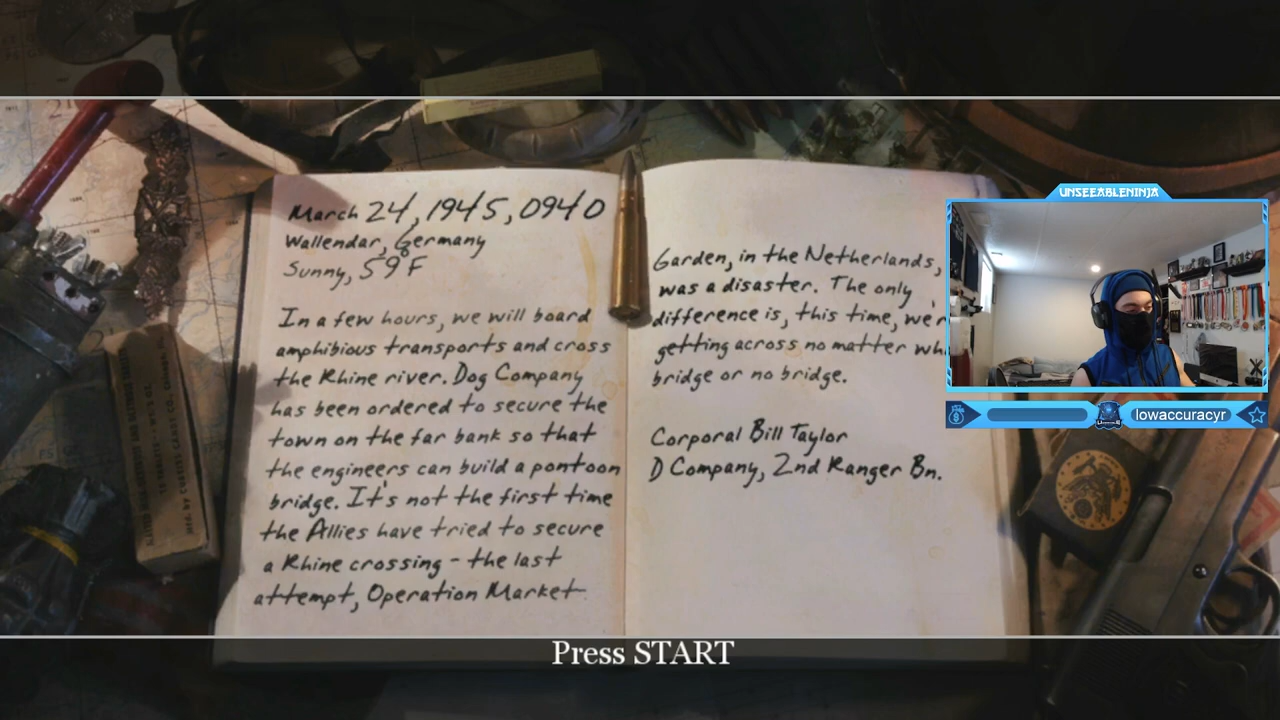 March 24, 1945, 0940
Wallendar, Germany
Sunny, 59°F
In a few hours, we will board
amphibious transports and cross
the Rhine river. Dog Company
has been ordered to secure the
town on the far bank so that
the engineers can build a pontoon
bridge. It's not the first time
the Allies have tried to secure
a Rhine crossing - the last
attempt, Operation Market
Garden, in the Netherlands,
was a disaster. The only
difference is, this time,
getting across no matter
bridge or no bridge.
Corporal Bill Taylor
D Company, 2nd Ranger Bn.
UNSEEABLENINJA
lowaccuracyr
Press START